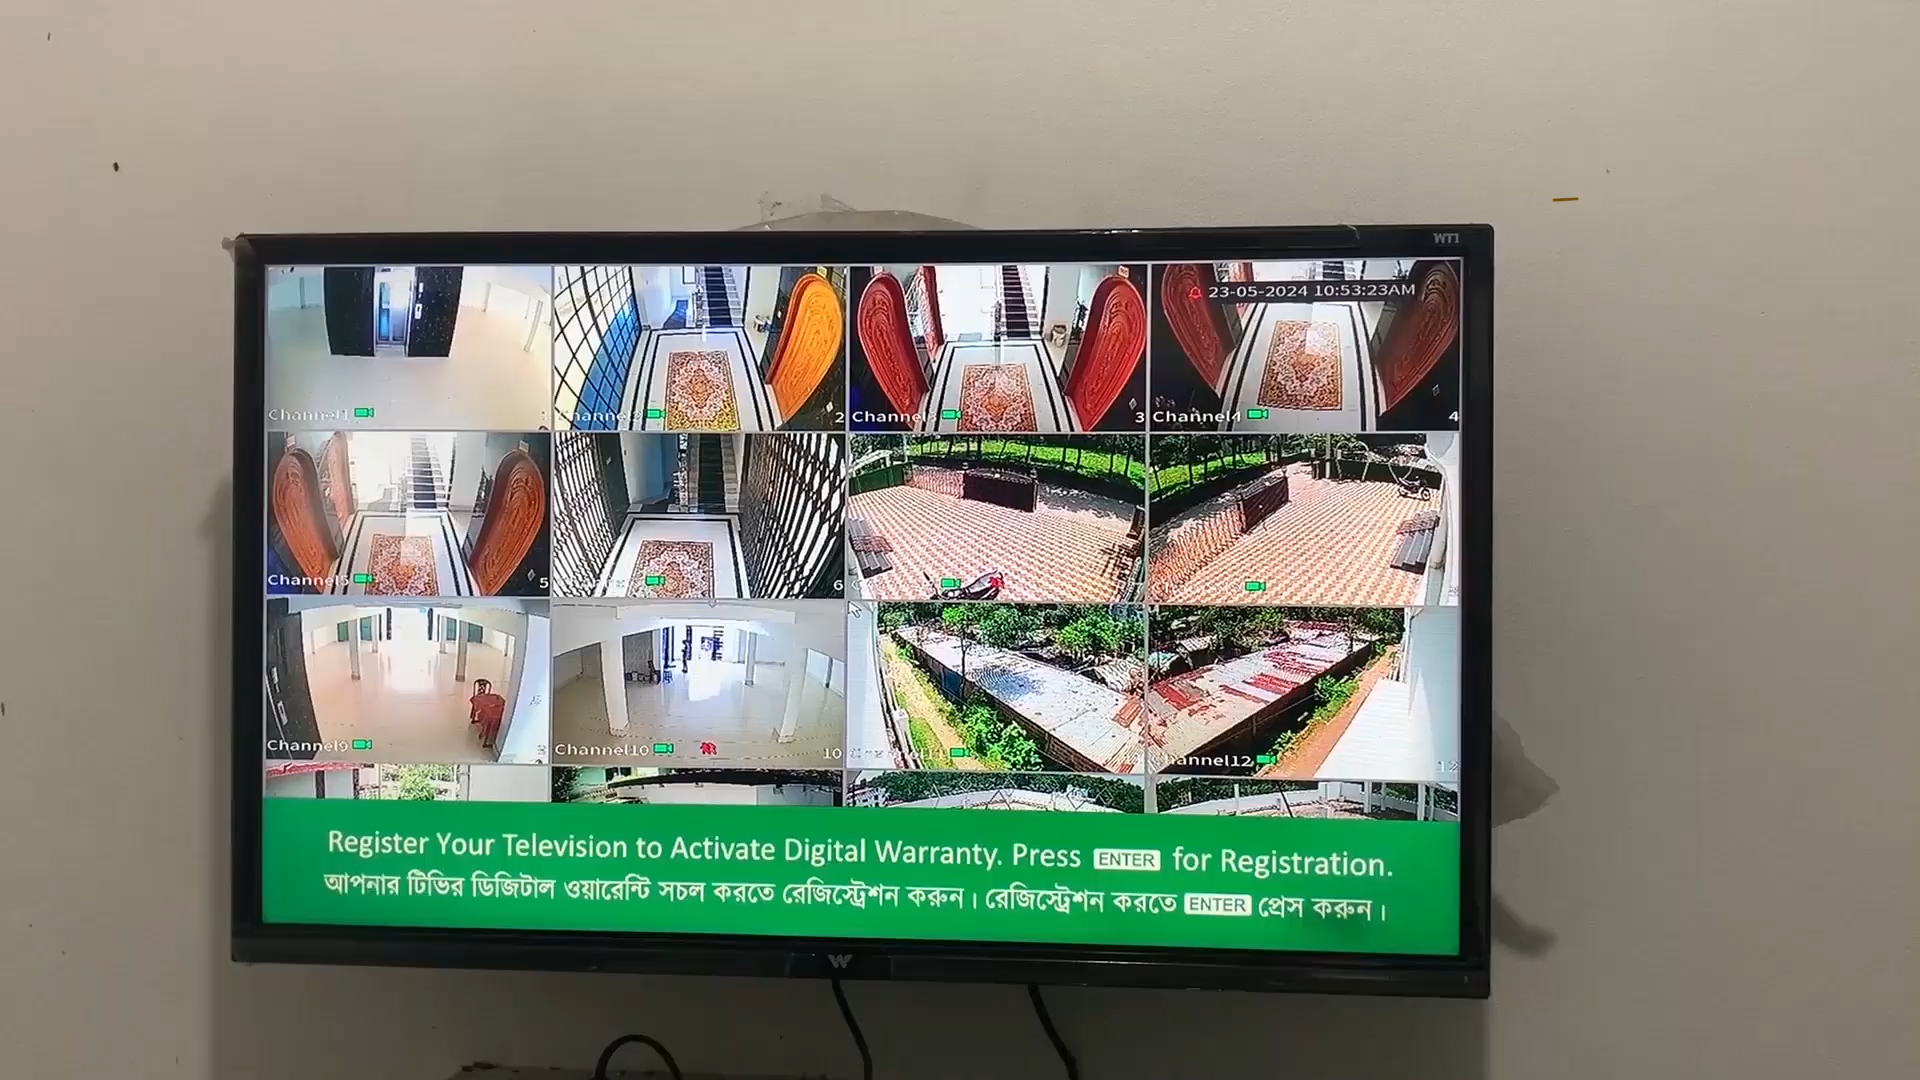 WT1
23-05-2024 10:53:23AM
Channel1
2
Channel3 3
Channel4 4
Channel5 5
6
Channel9
Channel10 10
Channel12 12
Register Your Television to Activate Digital Warranty. Press ENTER for Registration.
আপনার টিভির ডিজিটাল ওয়ারেন্টি সচল করতে রেজিস্ট্রেশন করুন। রেজিস্ট্রেশন করতে ENTER প্রেস করুন।
W